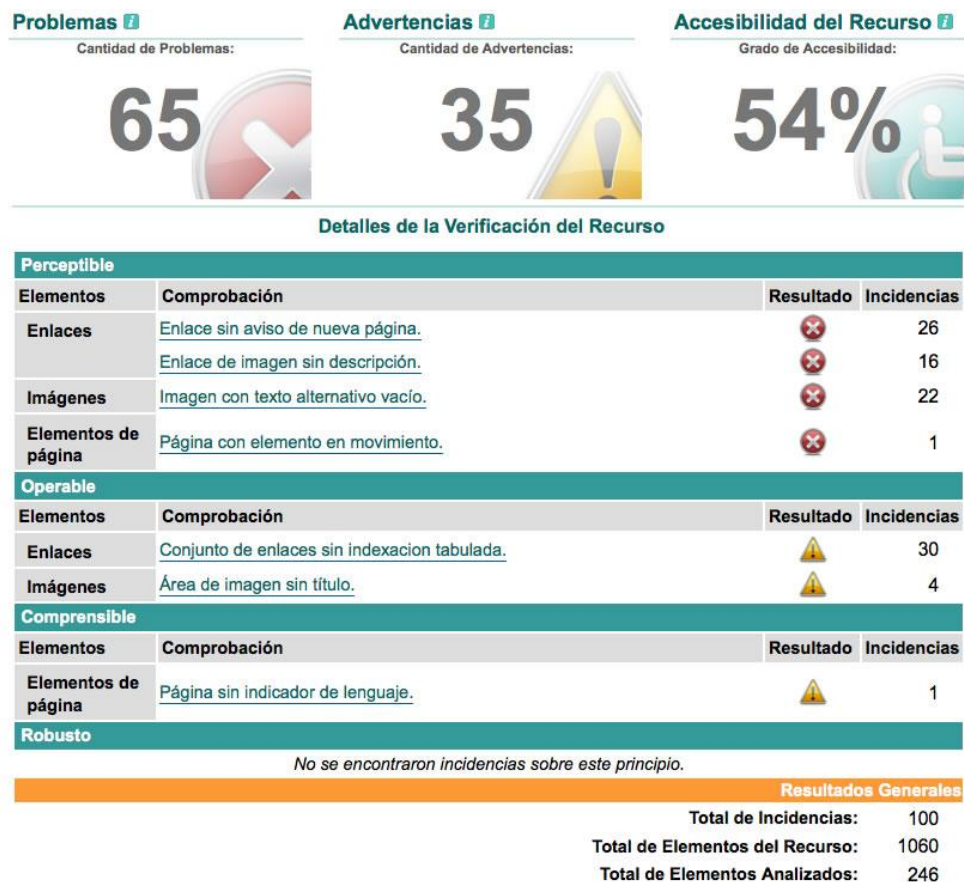 Problemas i
Advertencias i
Accesibilidad del Recurso i
Cantidad de Problemas:
Cantidad de Advertencias:
Grado de Accesibilidad:
65
35
54%
Detalles de la Verificación del Recurso
Perceptible
Elementos Comprobación Resultado Incidencias
Enlaces Enlace sin aviso de nueva página. 26
Enlace de imagen sin descripción. 16
Imágenes Imagen con texto alternativo vacío. 22
Elementos de
página Página con elemento en movimiento. 1
Operable
Elementos Comprobación Resultado Incidencias
Enlaces Conjunto de enlaces sin indexacion tabulada. 30
Imágenes Área de imagen sin título. 4
Comprensible
Elementos Comprobación Resultado Incidencias
Elementos de
página Página sin indicador de lenguaje. 1
Robusto
No se encontraron incidencias sobre este principio.
Resultados Generales
Total de Incidencias: 100
Total de Elementos del Recurso: 1060
Total de Elementos Analizados: 246